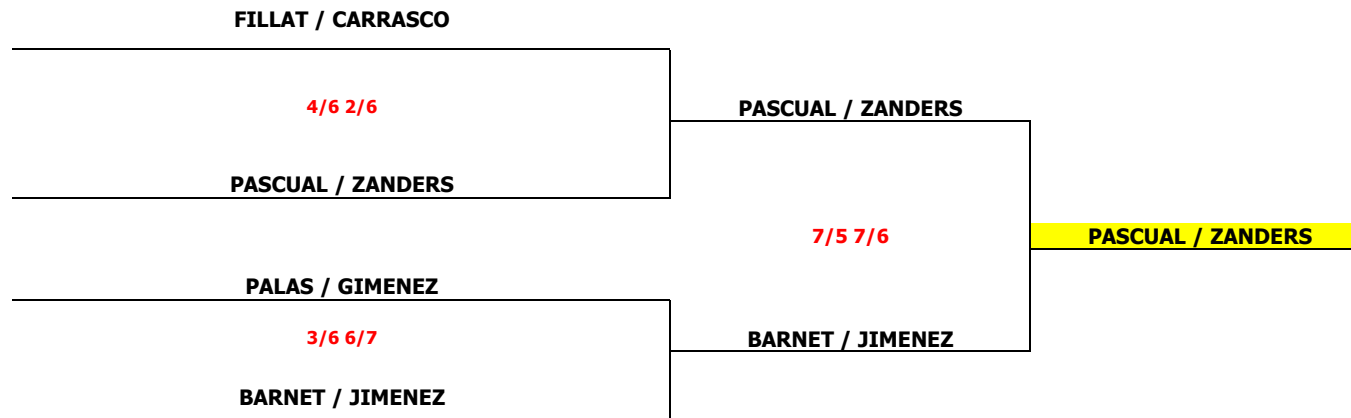 FILLAT / CARRASCO
4/6 2/6
PASCUAL / ZANDERS
PASCUAL / ZANDERS
7/5 7/6
PASCUAL / ZANDERS
PALAS / GIMENEZ
3/6 6/7
BARNET / JIMENEZ
BARNET / JIMENEZ